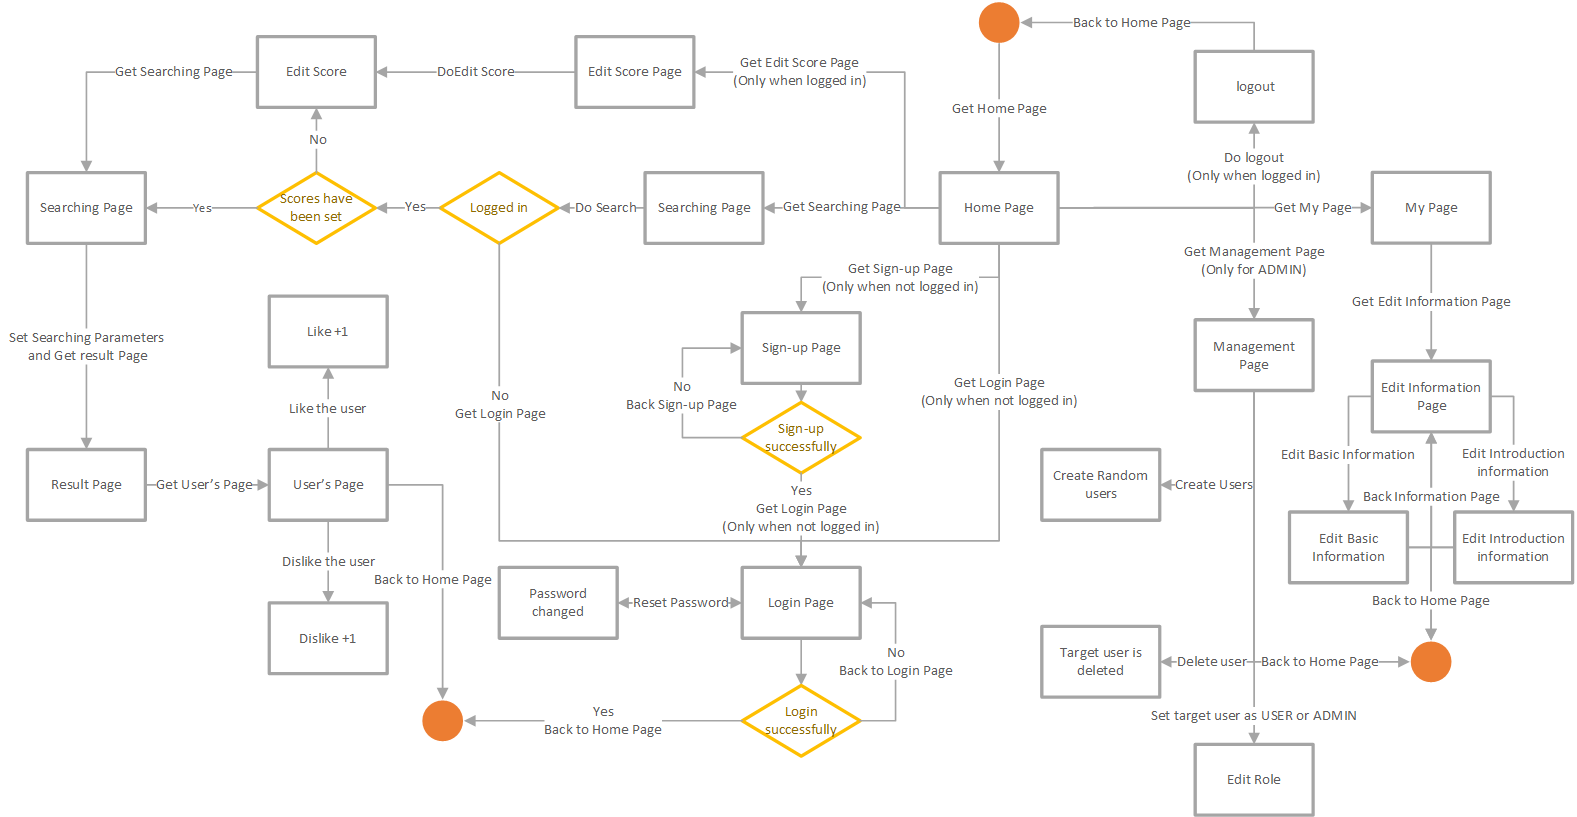 Back to Home Page
Get Searching Page
Edit Score
DoEdit Score
Edit Score Page
Get Edit Score Page
(Only when logged in)
logout
Get Home Page
No
Do logout
(Only when logged in)
Searching Page
Yes
Scores have
been set
Yes
Logged in
Do Search
Searching Page
Get Searching Page
Home Page
Get My Page
My Page
Get Sign-up Page
(Only when not logged in)
Get Management Page
(Only for ADMIN)
Get Edit Information Page
Set Searching Parameters
and Get result Page
Like +1
Sign-up Page
Management
Page
No
Back Sign-up Page
No
Get Login Page
Get Login Page
(Only when not logged in)
Edit Information
Page
Like the user
Sign-up
successfully
Edit Basic Information
Edit Introduction
information
Result Page
Get User’s Page
User’s Page
Yes
Get Login Page
(Only when not logged in)
Create Random
users
Create Users
Back Information Page
Edit Basic
Information
Edit Introduction
information
Dislike the user
Back to Home Page
Password
changed
Reset Password
Login Page
Back to Home Page
Dislike +1
No
Back to Login Page
Target user is
deleted
Delete user
Back to Home Page
Yes
Back to Home Page
Login
successfully
Set target user as USER or ADMIN
Edit Role